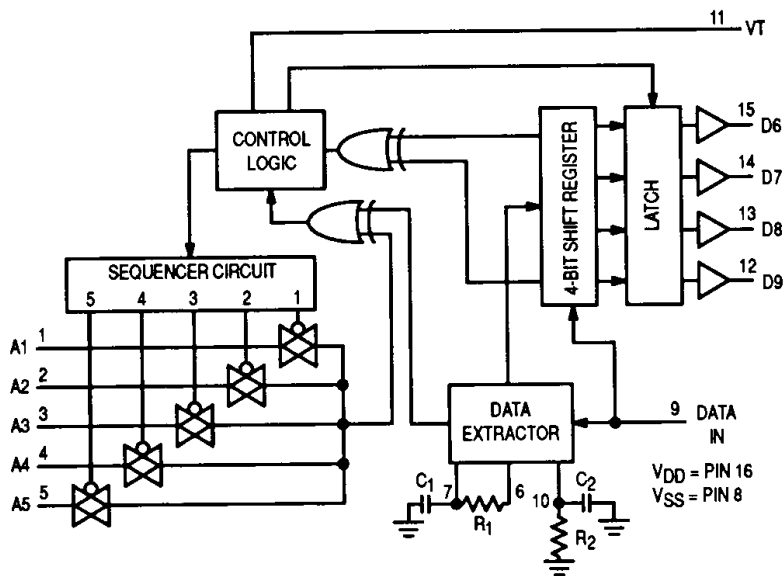 11 VT
CONTROL LOGIC
4-BIT SHIFT REGISTER
LATCH
15 D6
14 D7
13 D8
12 D9
SEQUENCER CIRCUIT
5 4 3 2 1
A1 1
A2 2
A3 3
A4 4
A5 5
DATA EXTRACTOR
9 DATA IN
C1 7 R1 6 10 C2 R2
VDD = PIN 16
VSS = PIN 8